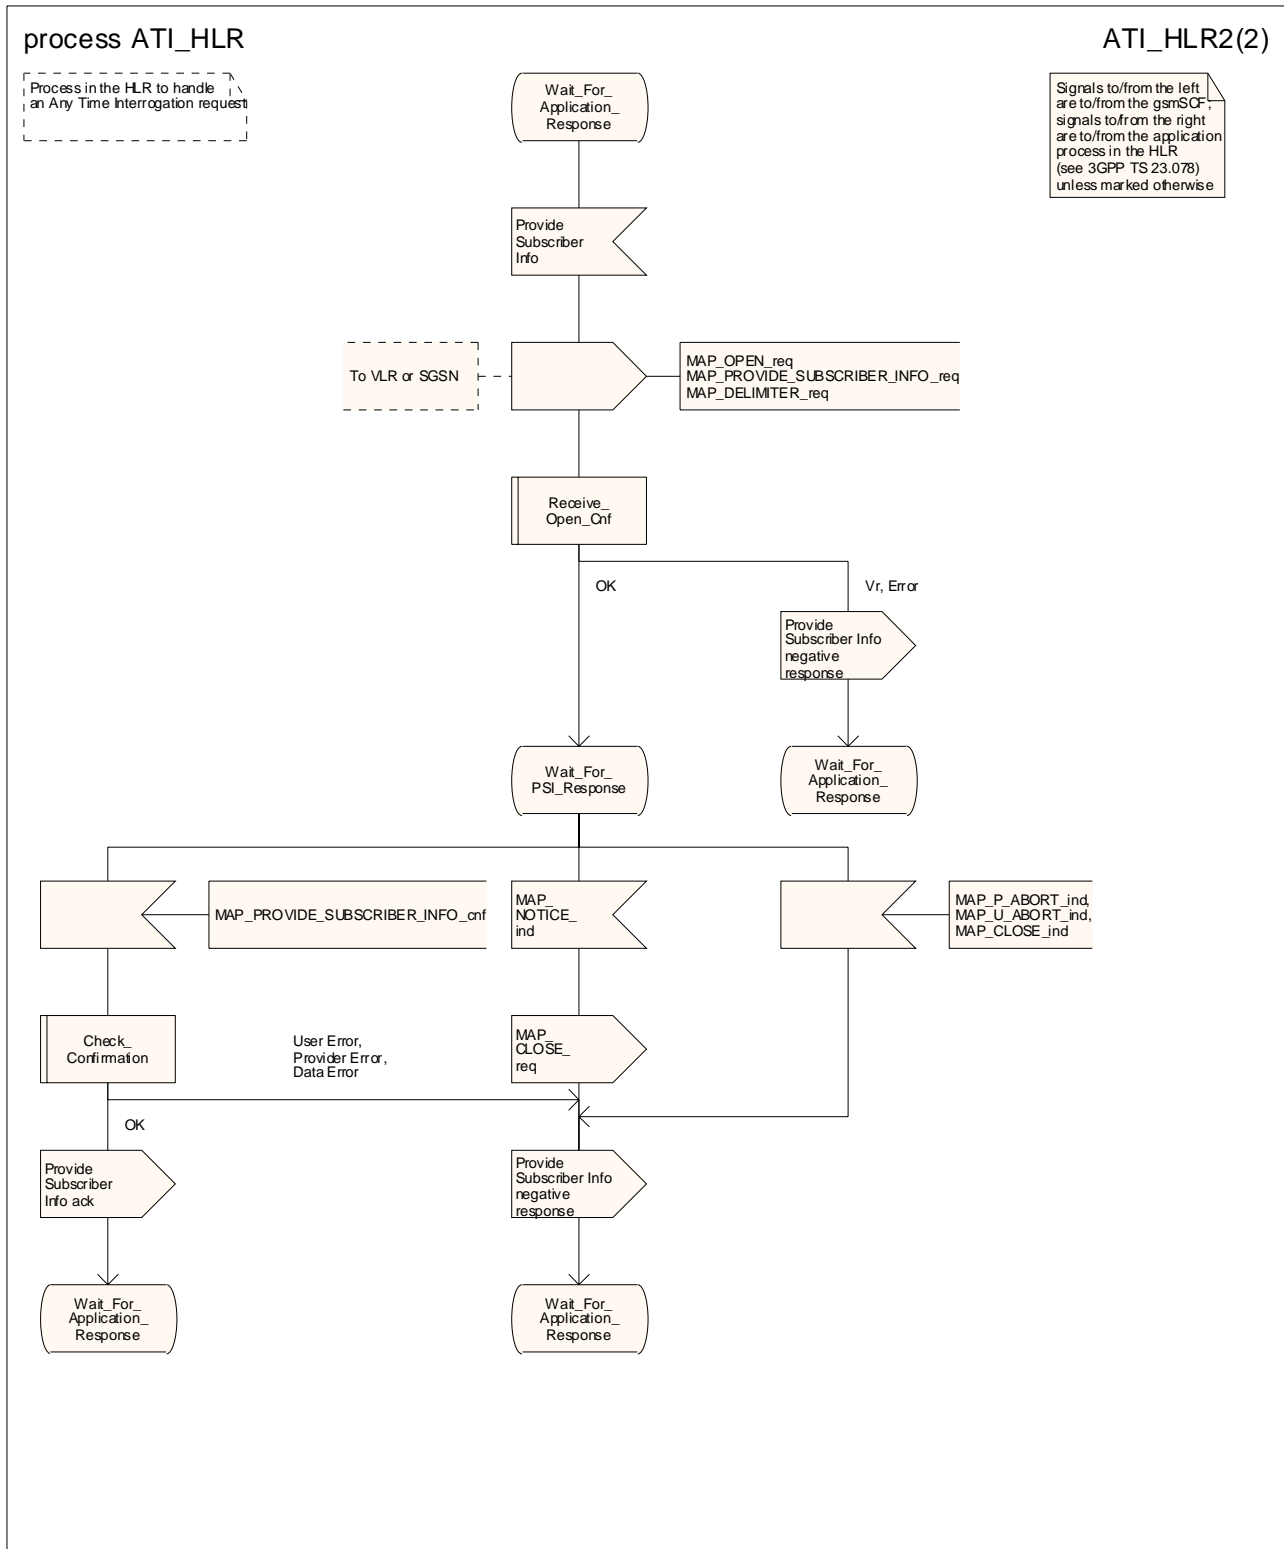 process ATI_HLR
ATI_HLR2(2)
Process in the HLR to handle
an Any Time Interrogation request
Wait_For_
Application_
Response
Signals to/from the left
are to/from the gsmSCF;
signals to/from the right
are to/from the application
process in the HLR
(see 3GPP TS 23.078)
unless marked otherwise
Provide
Subscriber
Info
To VLR or SGSN
MAP_OPEN_req
MAP_PROVIDE_SUBSCRIBER_INFO_req
MAP_DELIMITER_req
Receive_
Open_Cnf
OK
Vr, Error
Provide
Subscriber Info
negative
response
Wait_For_
PSI_Response
Wait_For_
Application_
Response
MAP_PROVIDE_SUBSCRIBER_INFO_cnf
MAP_
NOTICE_
ind
MAP_P_ABORT_ind,
MAP_U_ABORT_ind,
MAP_CLOSE_ind
Check_
Confirmation
User Error,
Provider Error,
Data Error
MAP_
CLOSE_
req
OK
Provide
Subscriber
Info ack
Provide
Subscriber Info
negative
response
Wait_For_
Application_
Response
Wait_For_
Application_
Response